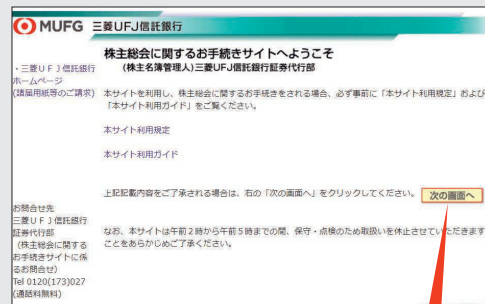 MUFG 三菱UFJ信託銀行
株主総会に関するお手続きサイトへようこそ
(株主名簿管理人)三菱UFJ信託銀行証券代行部
・三菱UFJ信託銀行
ホームページ
(諸届用紙等のご請求)
本サイトを利用し、株主総会に関するお手続きをされる場合、必ず事前に「本サイト利用規定」および
「本サイト利用ガイド」をご覧ください。
本サイト利用規定
本サイト利用ガイド
上記記載内容をご了承される場合は、右の「次の画面へ」をクリックしてください。
次の画面へ
なお、本サイトは午前2時から午前5時までの間、保守・点検のため取扱いを休止させていただきます
ことをあらかじめご了承ください。
お問合せ先
三菱UFJ信託銀行
証券代行部
(株主総会に関する
お手続きサイトに係
るお問合せ)
Tel 0120(173)027
(通話料無料)